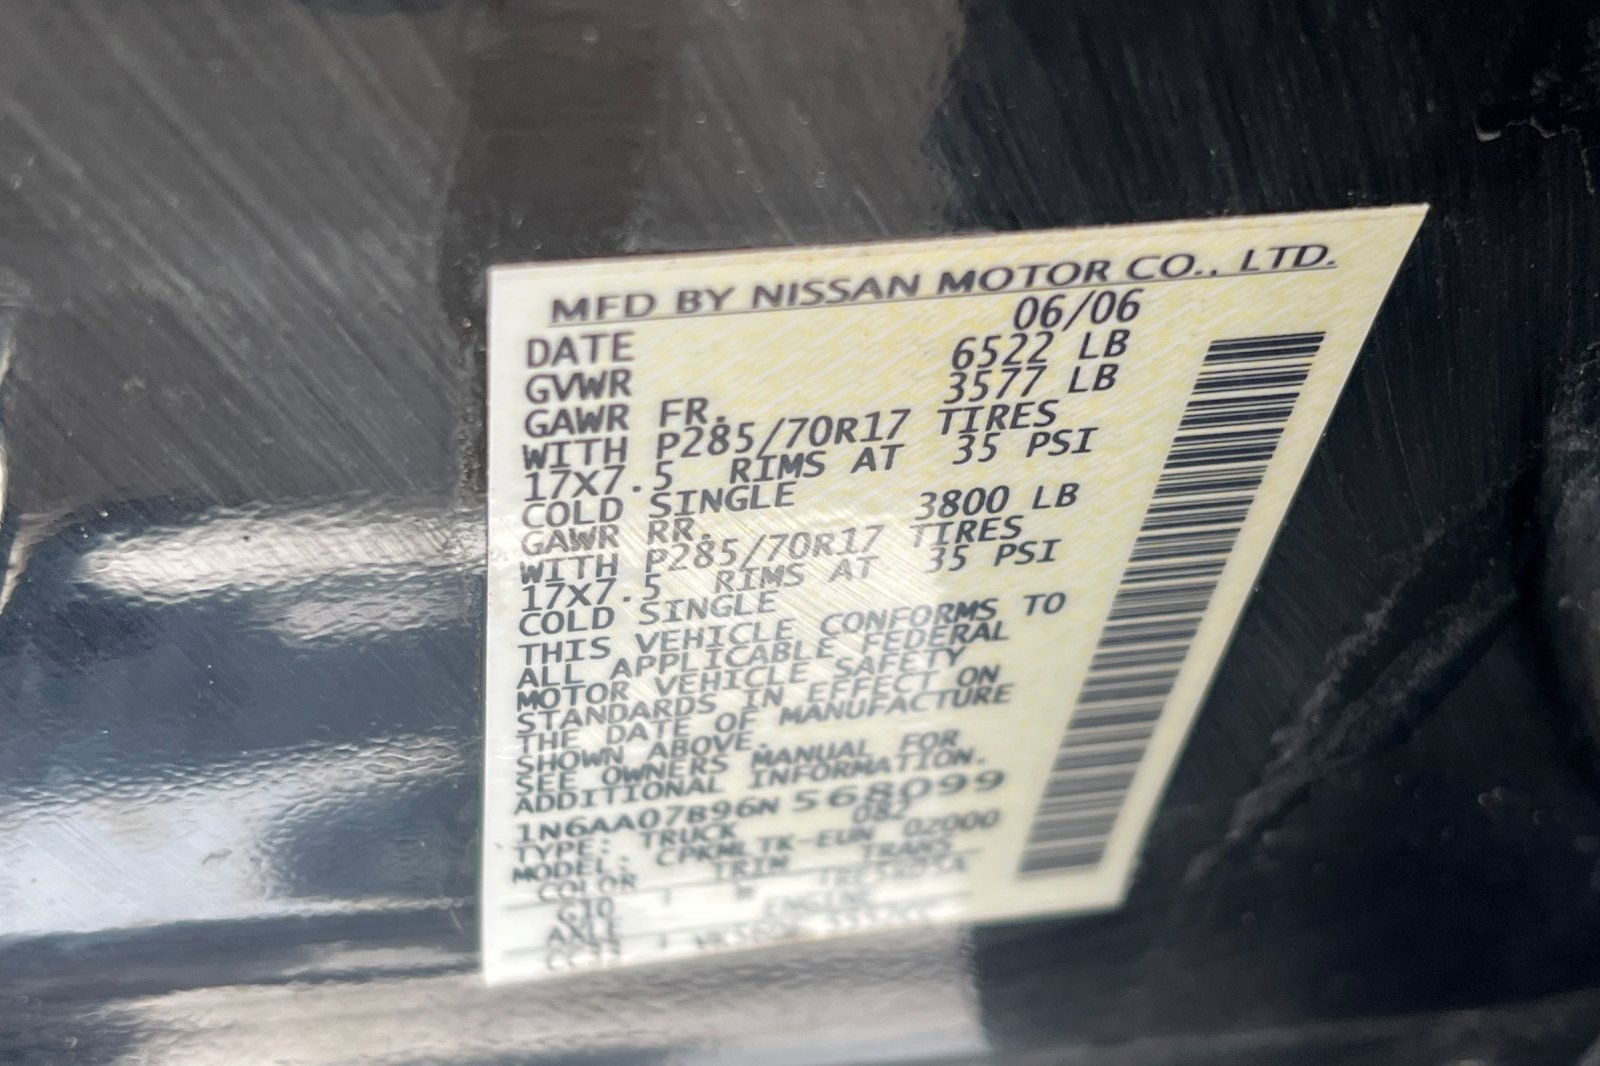 MFD BY NISSAN MOTOR CO., LTD.
DATE 06/06
GVWR 6522 LB
GAWR FR. 3577 LB
WITH P285/70R17 TIRES
17X7.5 RIMS AT 35 PSI
COLD SINGLE
GAWR RR. 3800 LB
WITH P285/70R17 TIRES
17X7.5 RIMS AT 35 PSI
COLD SINGLE
THIS VEHICLE CONFORMS TO
ALL APPLICABLE FEDERAL
MOTOR VEHICLE SAFETY
STANDARDS IN EFFECT ON
THE DATE OF MANUFACTURE
SHOWN ABOVE.
SEE OWNERS MANUAL FOR
ADDITIONAL INFORMATION.
1N6AA07B96N568099
TYPE: TRUCK 082
MODEL: CPKMLTK-EUN 02000
COLOR TRIM TRANS
G10
AXLE ENGINE